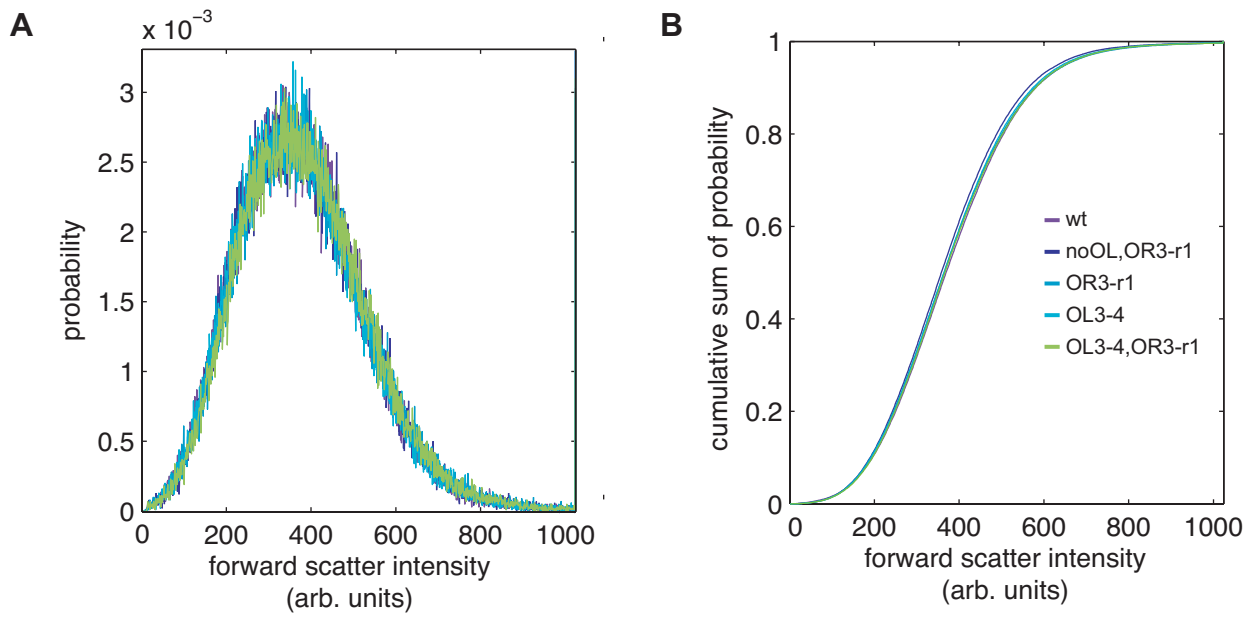 A
x 10⁻³
3
2.5
2
1.5
1
0.5
0
probability
0 200 400 600 800 1000
forward scatter intensity
(arb. units)
B
1
0.8
0.6
0.4
0.2
0
cumulative sum of probability
wt
noOL,OR3-r1
OR3-r1
OL3-4
OL3-4,OR3-r1
0 200 400 600 800 1000
forward scatter intensity
(arb. units)